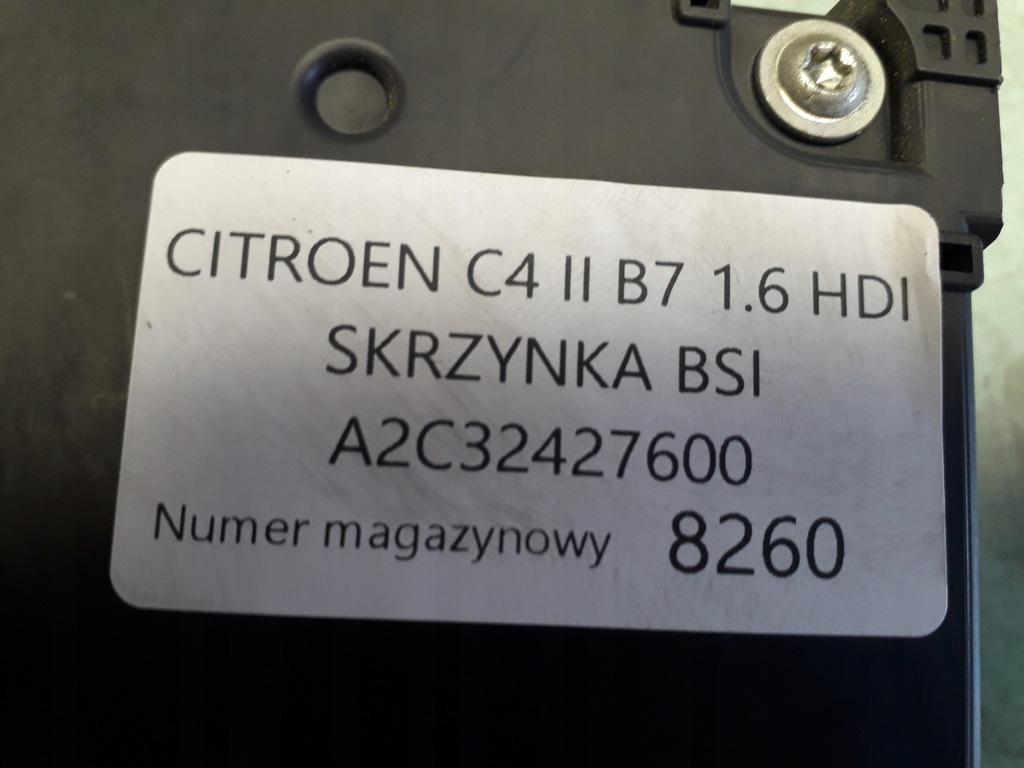 CITROEN C4 II B7 1.6 HDI
SKRZYNKA BSI
A2C32427600
Numer magazynowy 8260